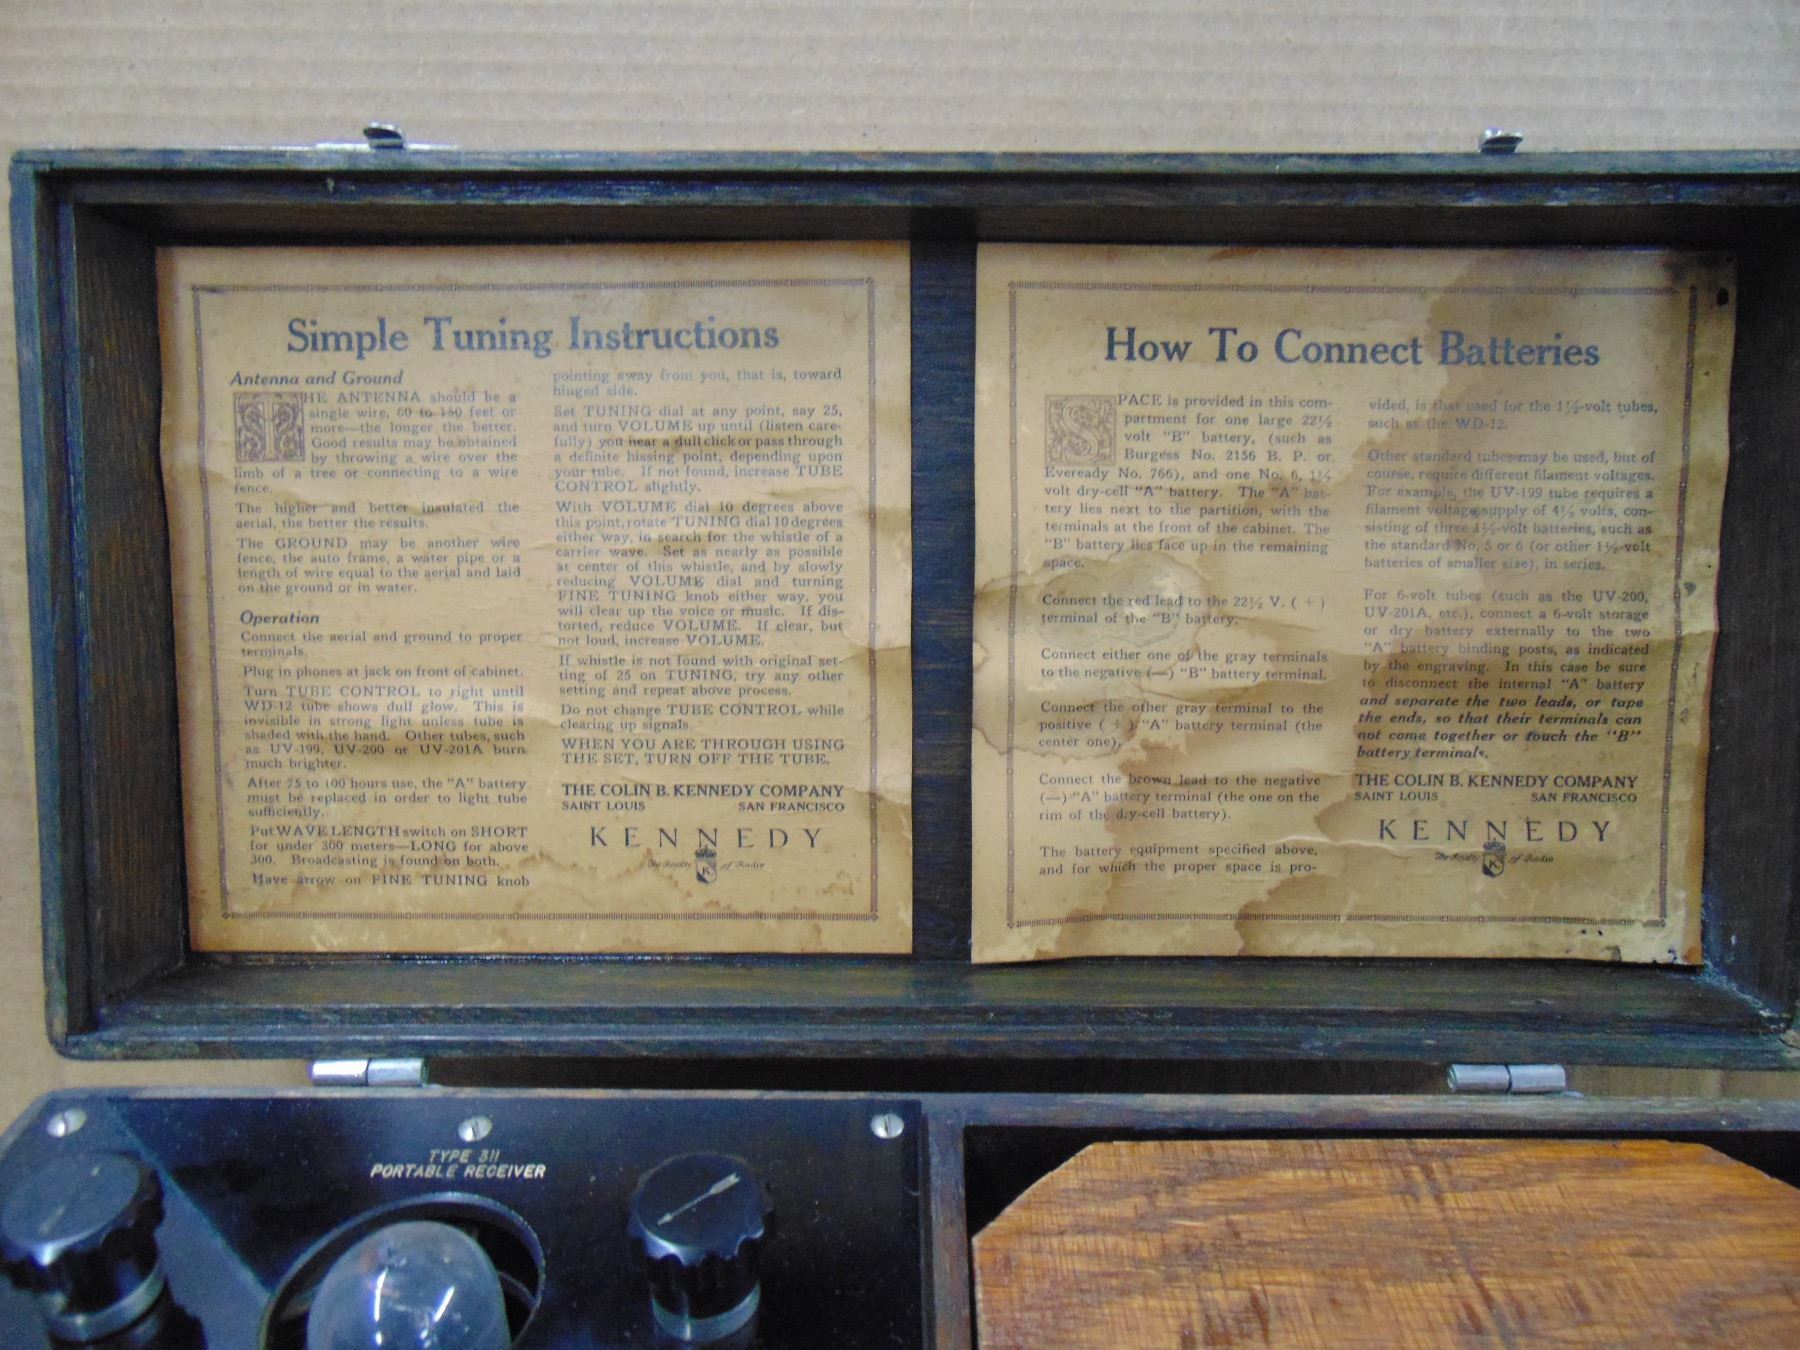 Simple Tuning Instructions
Antenna and Ground
THE ANTENNA should be a
single wire, 60 to 150 feet or
more—the longer the better.
Good results may be obtained
by throwing a wire over the
limb of a tree or connecting to a wire
fence.
The higher and better insulated the
aerial, the better the results.
The GROUND may be another wire
fence, the auto frame, a water pipe or a
length of wire equal to the aerial and laid
on the ground or in water.
Operation
Connect the aerial and ground to proper
terminals.
Plug in phones at jack on front of cabinet.
Turn TUBE CONTROL to right until
WD-12 tube shows dull glow. This is
invisible in strong light unless tube is
shaded with the hand. Other tubes, such
as UV-199, UV-200 or UV-201A burn
much brighter.
After 75 to 100 hours use, the "A" battery
must be replaced in order to light tube
sufficiently.
Put WAVE LENGTH switch on SHORT
for under 300 meters—LONG for above
300. Broadcasting is found on both.
Have arrow on FINE TUNING knob
pointing away from you, that is, toward
hinged side.
Set TUNING dial at any point, say 25,
and turn VOLUME up until (listen care-
fully) you hear a dull click or pass through
a definite hissing point, depending upon
your tube. If not found, increase TUBE
CONTROL slightly.
With VOLUME dial 10 degrees above
this point, rotate TUNING dial 10 degrees
either way, in search for the whistle of a
carrier wave. Set as nearly as possible
at center of this whistle, and by slowly
reducing VOLUME dial and turning
FINE TUNING knob either way, you
will clear up the voice or music. If dis-
torted, reduce VOLUME. If clear, but
not loud, increase VOLUME.
If whistle is not found with original set-
ting of 25 on TUNING, try any other
setting and repeat above process.
Do not change TUBE CONTROL while
clearing up signals.
WHEN YOU ARE THROUGH USING
THE SET, TURN OFF THE TUBE.
THE COLIN B. KENNEDY COMPANY
SAINT LOUIS SAN FRANCISCO
KENNEDY
The Royalty of Radio
K
How To Connect Batteries
SPACE is provided in this com-
partment for one large 22½
volt "B" battery, (such as
Burgess No. 2156 B. P. or
Eveready No. 766), and one No. 6, 1½
volt dry-cell "A" battery. The "A" bat-
tery lies next to the partition, with the
terminals at the front of the cabinet. The
"B" battery lies face up in the remaining
space.
Connect the red lead to the 22½ V. (+)
terminal of the "B" battery.
Connect either one of the gray terminals
to the negative (—) "B" battery terminal.
Connect the other gray terminal to the
positive (+) "A" battery terminal (the
center one).
Connect the brown lead to the negative
(—) "A" battery terminal (the one on the
rim of the dry-cell battery).
The battery equipment specified above,
and for which the proper space is pro-
vided, is that used for the 1½-volt tubes,
such as the WD-12.
Other standard tubes may be used, but of
course, require different filament voltages.
For example, the UV-199 tube requires a
filament voltage supply of 4½ volts, con-
sisting of three 1½-volt batteries, such as
the standard No. 5 or 6 (or other 1½-volt
batteries of smaller size), in series.
For 6-volt tubes (such as the UV-200,
UV-201A, etc.), connect a 6-volt storage
or dry battery externally to the two
"A" battery binding posts, as indicated
by the engraving. In this case be sure
to disconnect the internal "A" battery
and separate the two leads, or tape
the ends, so that their terminals can
not come together or touch the "B"
battery terminals.
THE COLIN B. KENNEDY COMPANY
SAINT LOUIS SAN FRANCISCO
KENNEDY
The Royalty of Radio
K
TYPE 311
PORTABLE RECEIVER